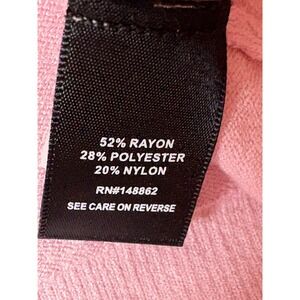 52% RAYON
28% POLYESTER
20% NYLON
RN#148862
SEE CARE ON REVERSE